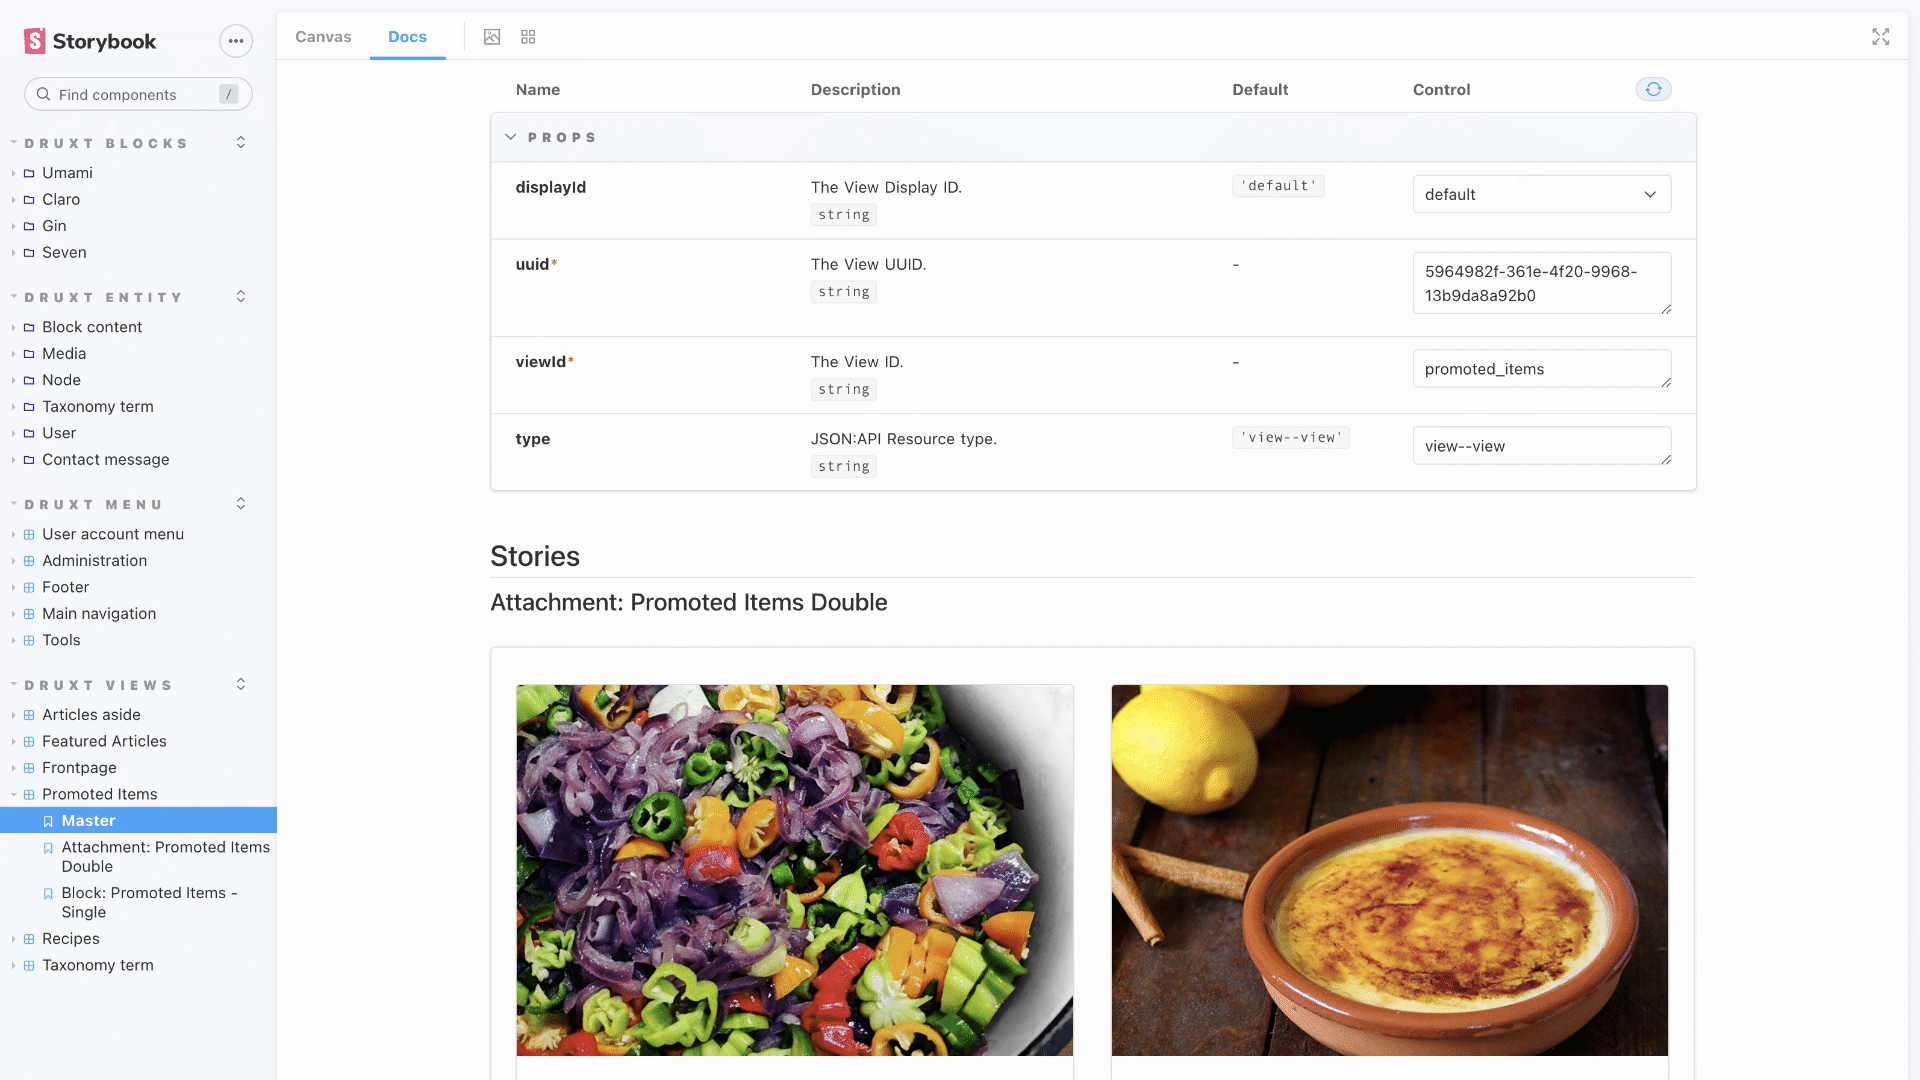 Storybook
Find components /
DRUXT BLOCKS
Umami
Claro
Gin
Seven
DRUXT ENTITY
Block content
Media
Node
Taxonomy term
User
Contact message
DRUXT MENU
User account menu
Administration
Footer
Main navigation
Tools
DRUXT VIEWS
Articles aside
Featured Articles
Frontpage
Promoted Items
Master
Attachment: Promoted Items
Double
Block: Promoted Items -
Single
Recipes
Taxonomy term
Canvas Docs
Name Description Default Control
PROPS
displayId The View Display ID. 'default' default
string
uuid* The View UUID. - 5964982f-361e-4f20-9968-
string 13b9da8a92b0
viewId* The View ID. - promoted_items
string
type JSON:API Resource type. 'view--view' view--view
string
Stories
Attachment: Promoted Items Double